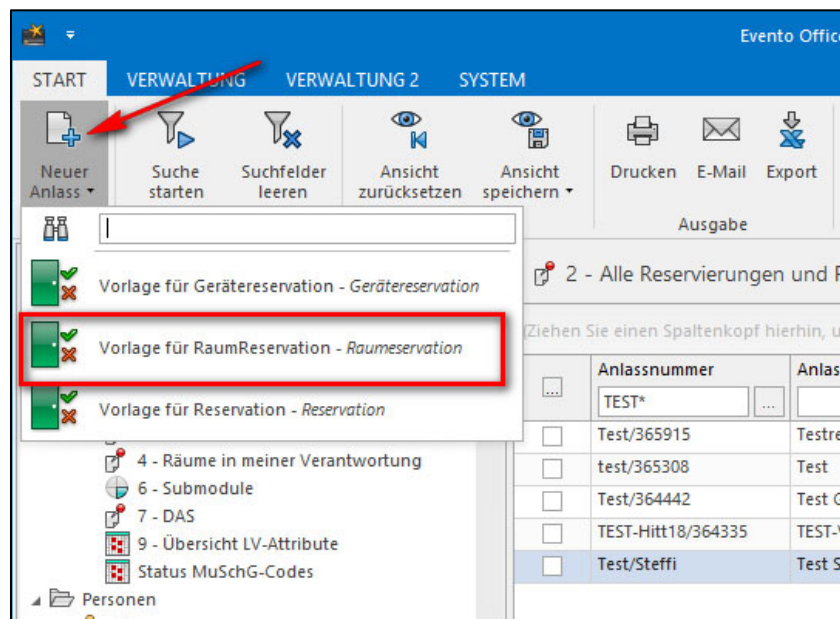 Evento Offic
START VERWALTUNG VERWALTUNG 2 SYSTEM
Neuer Anlass
Suche starten
Suchfelder leeren
Ansicht zurücksetzen
Ansicht speichern
Drucken
E-Mail
Export
Ausgabe
Vorlage für Gerätereservation - Gerätereservation
Vorlage für RaumReservation - Raumeservation
Vorlage für Reservation - Reservation
4 - Räume in meiner Verantwortung
6 - Submodule
7 - DAS
9 - Übersicht LV-Attribute
Status MuSchG-Codes
Personen
2 - Alle Reservierungen und
(Ziehen Sie einen Spaltenkopf hierhin, u
Anlassnummer Anlas
TEST* ...
Test/365915 Testre
test/365308 Test
Test/364442 Test
TEST-Hitt18/364335 TEST-
Test/Steffi Test S